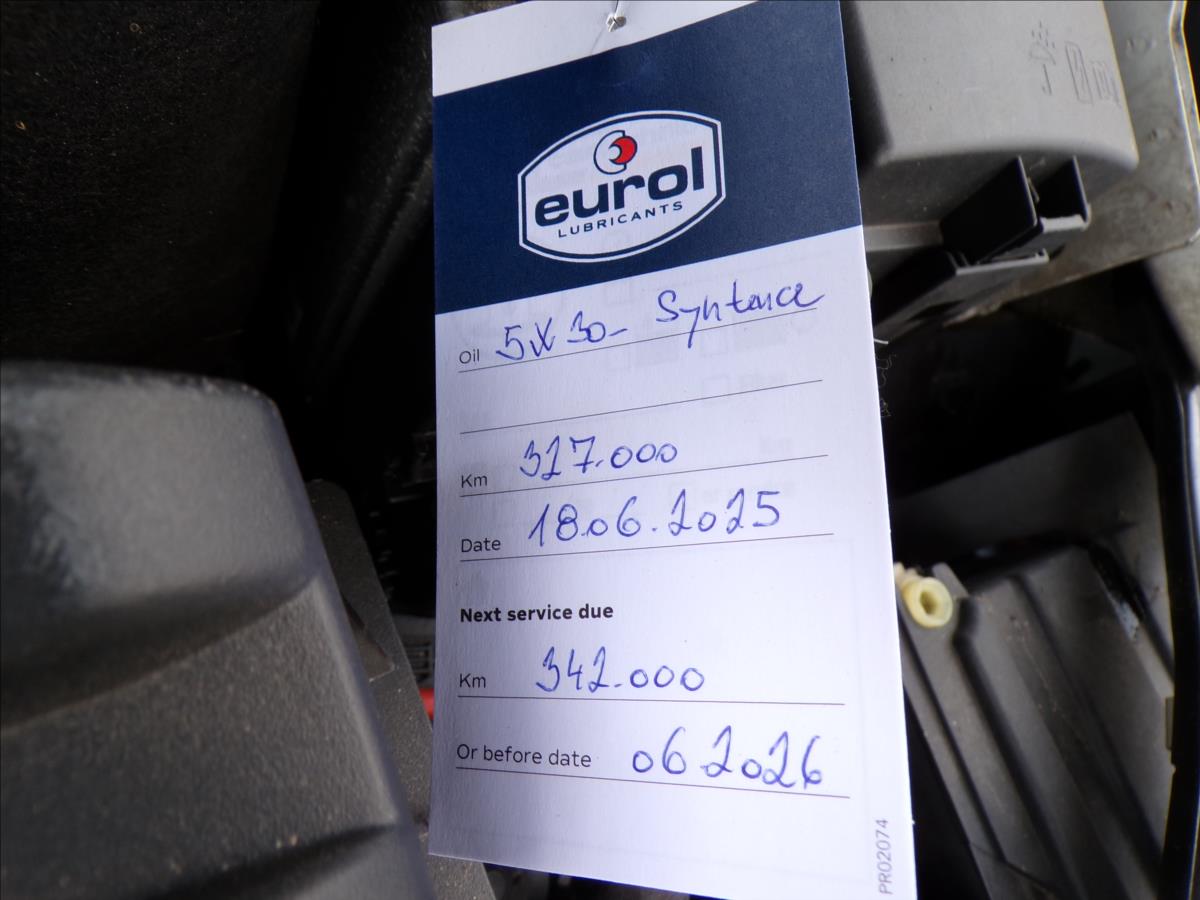 eurol
LUBRICANTS
Oil 5W30- Syntence
Km 317.000
Date 18.06.2025
Next service due
Km 342.000
Or before date 06 2026
PR02074